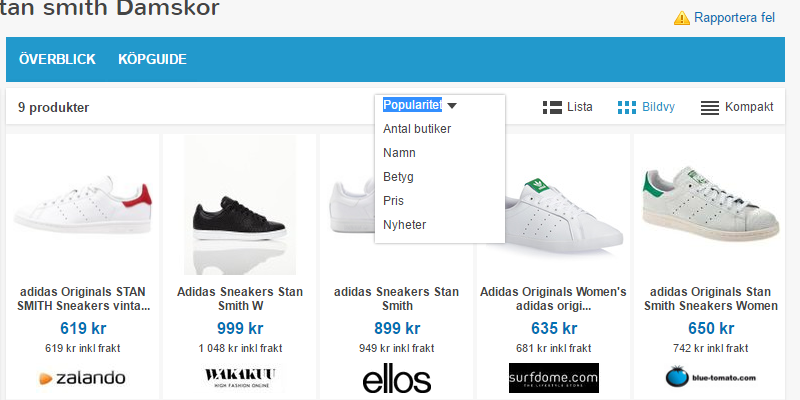 tan smith Damskor
Rapportera fel
ÖVERBLICK KÖPGUIDE
9 produkter
Popularitet
Lista
Bildvy
Kompakt
Antal butiker
Namn
Betyg
Pris
Nyheter
adidas Originals STAN
SMITH Sneakers vinta...
619 kr
619 kr inkl frakt
zalando
Adidas Sneakers Stan
Smith W
999 kr
1 048 kr inkl frakt
WAKAKUU
HIGH FASHION ONLINE
adidas Sneakers Stan
Smith
899 kr
949 kr inkl frakt
ellos
Adidas Originals Women's
adidas origi...
635 kr
681 kr inkl frakt
surfdome.com
THE LIFESTYLE STORE
adidas Originals Stan
Smith Sneakers Women
650 kr
742 kr inkl frakt
blue-tomato.com